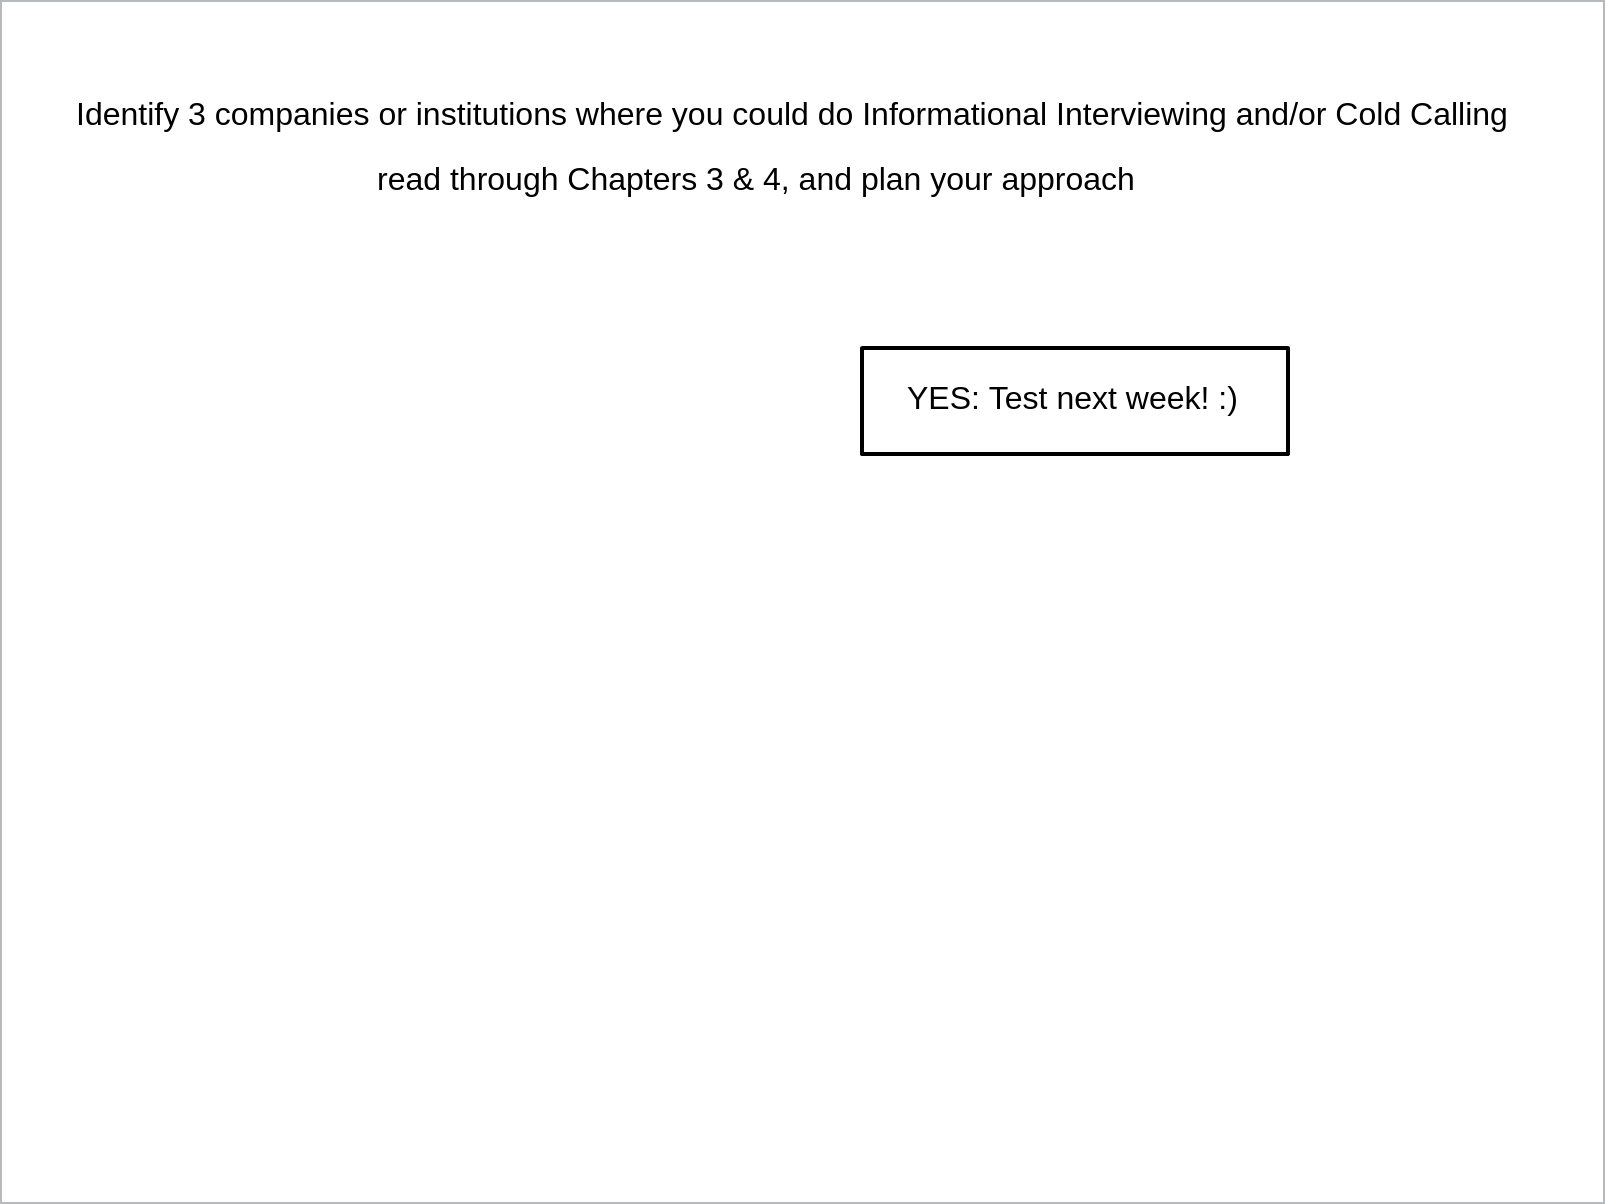 Identify 3 companies or institutions where you could do Informational Interviewing and/or Cold Calling
read through Chapters 3 & 4, and plan your approach
YES: Test next week! :)